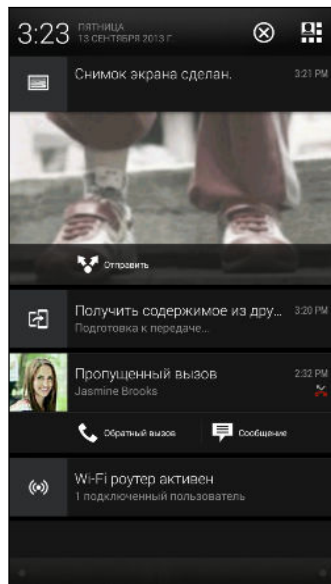 3:23
ПЯТНИЦА
13 СЕНТЯБРЯ 2013 Г.
Снимок экрана сделан.
3:21 PM
Отправить
Получить содержимое из дру...
3:20 PM
Подготовка к передаче...
Пропущенный вызов
2:32 PM
Jasmine Brooks
Обратный вызов
Сообщение
Wi-Fi роутер активен
1 подключенный пользователь